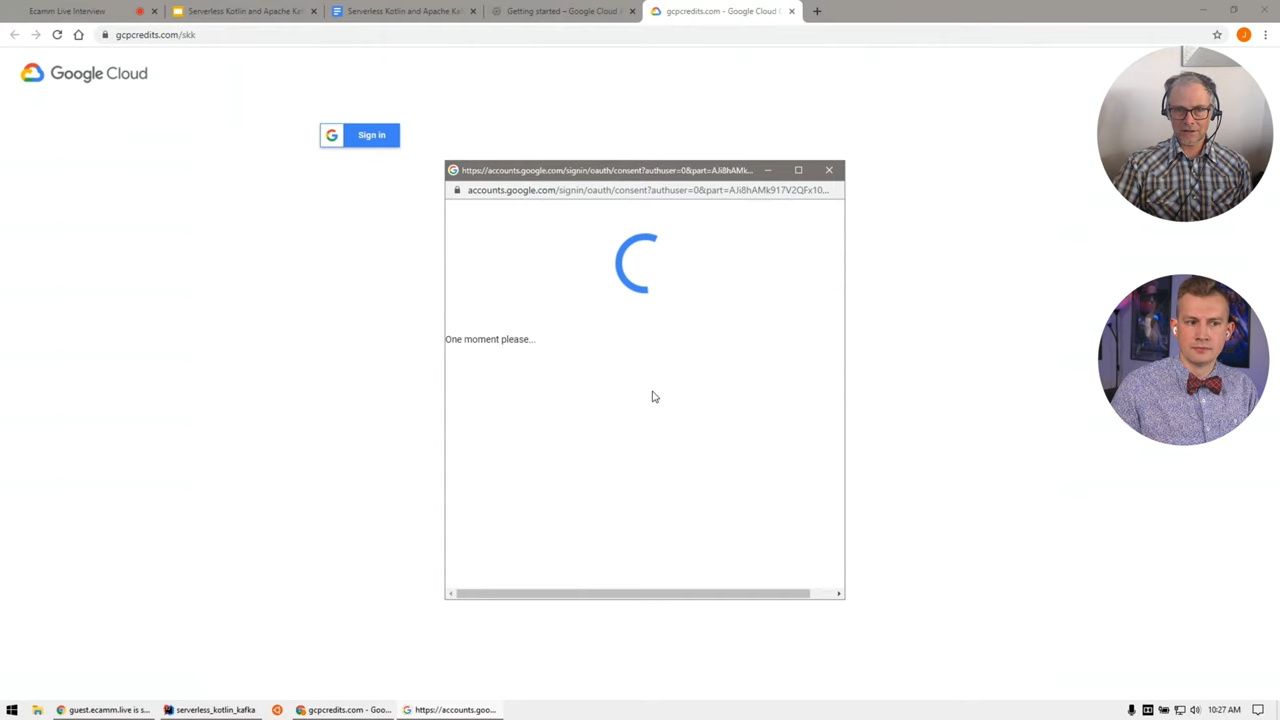 Ecamm Live Interview
Serverless Kotlin and Apache Ka
Serverless Kotlin and Apache Ka
Getting started – Google Cloud I
gcpcredits.com - Google Cloud C
gcpcredits.com/skk
J
Google Cloud
Sign in
https://accounts.google.com/signin/oauth/consent?authuser=0&part=AJi8hAMk...
accounts.google.com/signin/oauth/consent?authuser=0&part=AJi8hAMk917V2QFx10...
One moment please...
guest.ecamm.live is s...
serverless_kotlin_kafka
gcpcredits.com - Goo...
https://accounts.goo...
10:27 AM